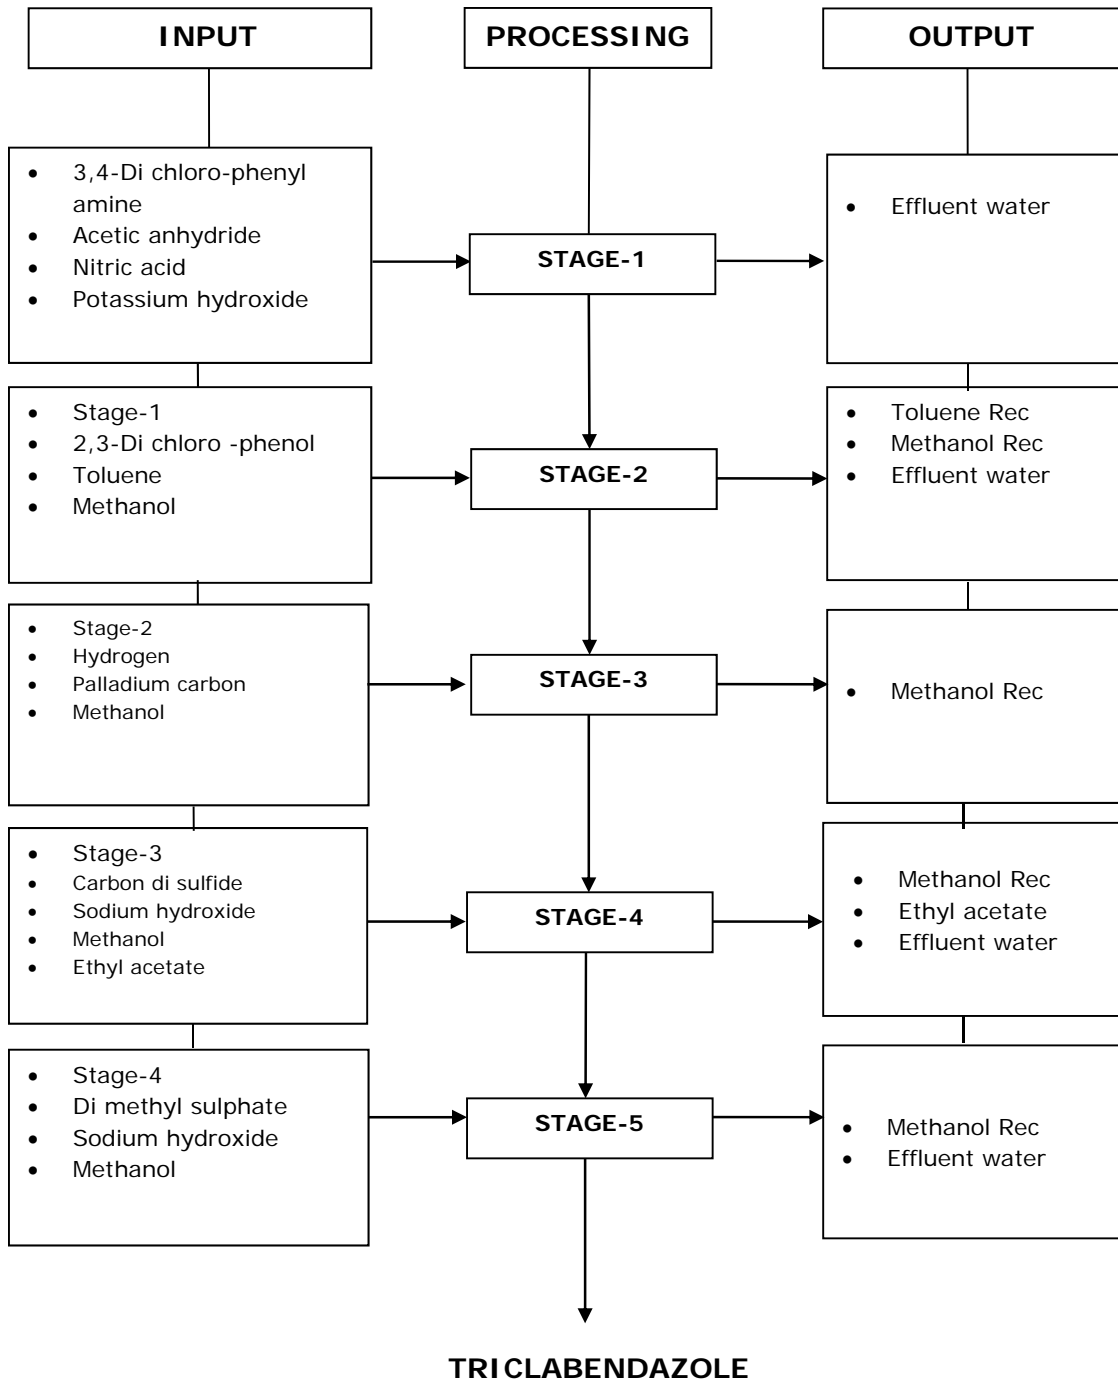 INPUT
PROCESSING
OUTPUT
• 3,4-Di chloro-phenyl
amine
• Acetic anhydride
• Nitric acid
• Potassium hydroxide
STAGE-1
• Effluent water
• Stage-1
• 2,3-Di chloro -phenol
• Toluene
• Methanol
STAGE-2
• Toluene Rec
• Methanol Rec
• Effluent water
• Stage-2
• Hydrogen
• Palladium carbon
• Methanol
STAGE-3
• Methanol Rec
• Stage-3
• Carbon di sulfide
• Sodium hydroxide
• Methanol
• Ethyl acetate
STAGE-4
• Methanol Rec
• Ethyl acetate
• Effluent water
• Stage-4
• Di methyl sulphate
• Sodium hydroxide
• Methanol
STAGE-5
• Methanol Rec
• Effluent water
TRICLABENDAZOLE